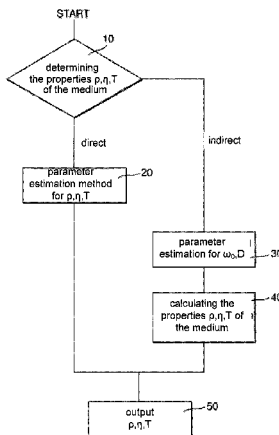 START
10
determining
the properties ρ,η,T
of the medium
direct
indirect
20
parameter
estimation method
for ρ,η,T
parameter
estimation for ω₀,D
30
calculating the
properties ρ,η,T of
the medium
40
50
output
ρ,η,T